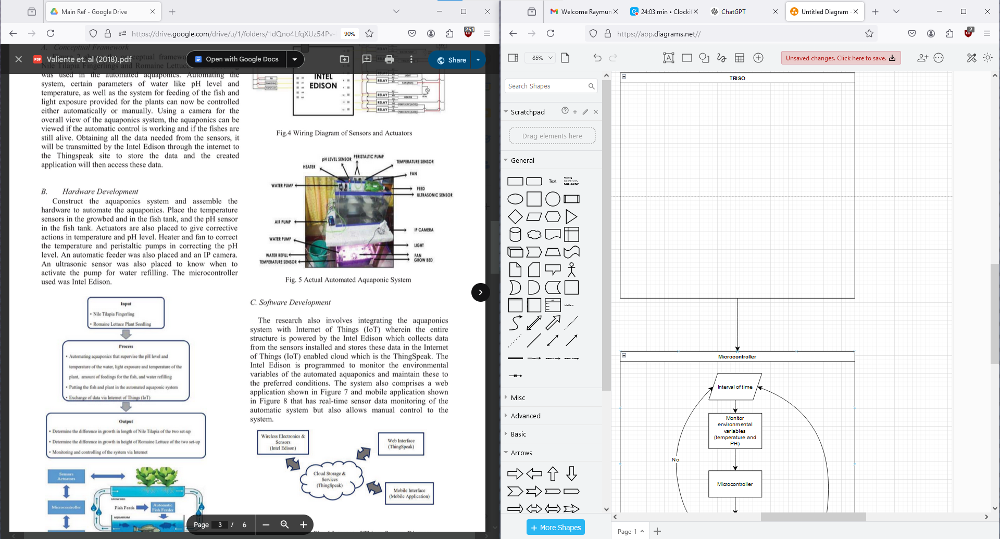 Main Ref - Google Drive
https://drive.google.com/drive/u/1/folders/1dQno4LfqXUz54Pv-
90%
251
A. Conceptual Framework
Valiente et. al (2018).pdf
Open with Google Docs
Share
was used in the automated aquaponics. Automating the
system, certain parameters of water like pH level and
temperature, as well as the system for feeding of the fish and
light exposure provided for the plants can now be controlled
either automatically or manually. Using a camera for the
overall view of the aquaponics system, the aquaponics can be
viewed if the automatic control is working and if the fishes are
still alive. Obtaining all the data needed from the sensors, it
will be transmitted by the Intel Edison through the internet to
the Thingspeak site to store the data and the created
application will then access these data.
B. Hardware Development
Construct the aquaponics system and assemble the
hardware to automate the aquaponics. Place the temperature
sensors in the growbed and in the fish tank, and the pH sensor
in the fish tank. Actuators are also placed to give corrective
actions in temperature and pH level. Heater and fan to correct
the temperature and peristaltic pumps in correcting the pH
level. An automatic feeder was also placed and an IP camera.
An ultrasonic sensor was also placed to know when to
activate the pump for water refilling. The microcontroller
used was Intel Edison.
Input
• Nile Tilapia Fingerling
• Romaine Lettuce Plant Seedling
Process
• Automating aquaponics that supervise the pH level and
temperature of the water, light exposure and temperature of the
plant, amount of feedings for the fish, and water refilling
• Putting the fish and plant in the automated aquaponic system
• Exchange of data via Internet of Things (IoT)
Output
• Determine the difference in growth in length of Nile Tilapia of the two set-up
• Determine the difference in growth in height of Romaine Lettuce of the two set-up
• Monitoring and controlling of the system via Internet
Sensors
Actuators
GROW BED
Microcontroller
Fish Feeds
Automatic
Fish Feeder
AQUARIUM
INTEL
EDISON
RELAY
RELAY
RELAY
RELAY
RELAY
LIGHT
FAN (FISH)
HEATER
Fig.4 Wiring Diagram of Sensors and Actuators
pH LEVEL SENSOR
PERISTALTIC PUMP
TEMPERATURE SENSOR
HEATER
FAN
WATER PUMP
FEED
ULTRASONIC SENSOR
AIR PUMP
IP CAMERA
WATER PUMP
LIGHT
WATER REFILL
FAN
GROW BED
TEMPERATURE SENSOR
Fig. 5 Actual Automated Aquaponic System
C. Software Development
The research also involves integrating the aquaponics
system with Internet of Things (IoT) wherein the entire
structure is powered by the Intel Edison which collects data
from the sensors installed and stores these data in the Internet
of Things (IoT) enabled cloud which is the ThingSpeak. The
Intel Edison is programmed to monitor the environmental
variables of the automated aquaponics and maintain these to
the preferred conditions. The system also comprises a web
application shown in Figure 7 and mobile application shown
in Figure 8 that has real-time sensor data monitoring of the
automatic system but also allows manual control to the
system.
Wireless Electronics &
Sensors
(Intel Edison)
Web Interface
(ThingSpeak)
Cloud Storage &
Services
(ThingSpeak)
Mobile Interface
(Mobile Application)
Page 3 / 6
Welcome Raymun
24:03 min • Clockif
ChatGPT
Untitled Diagram -
https://app.diagrams.net//
2
85%
Unsaved changes. Click here to save.
Search Shapes
Scratchpad
Drag elements here
General
Text
Heading
List Item
Misc
Advanced
Basic
Arrows
+ More Shapes
TRISO
Microcontroller
Interval of time
Monitor
environmental
variables
(temperature and
PH)
No
Microcontroller
Page-1